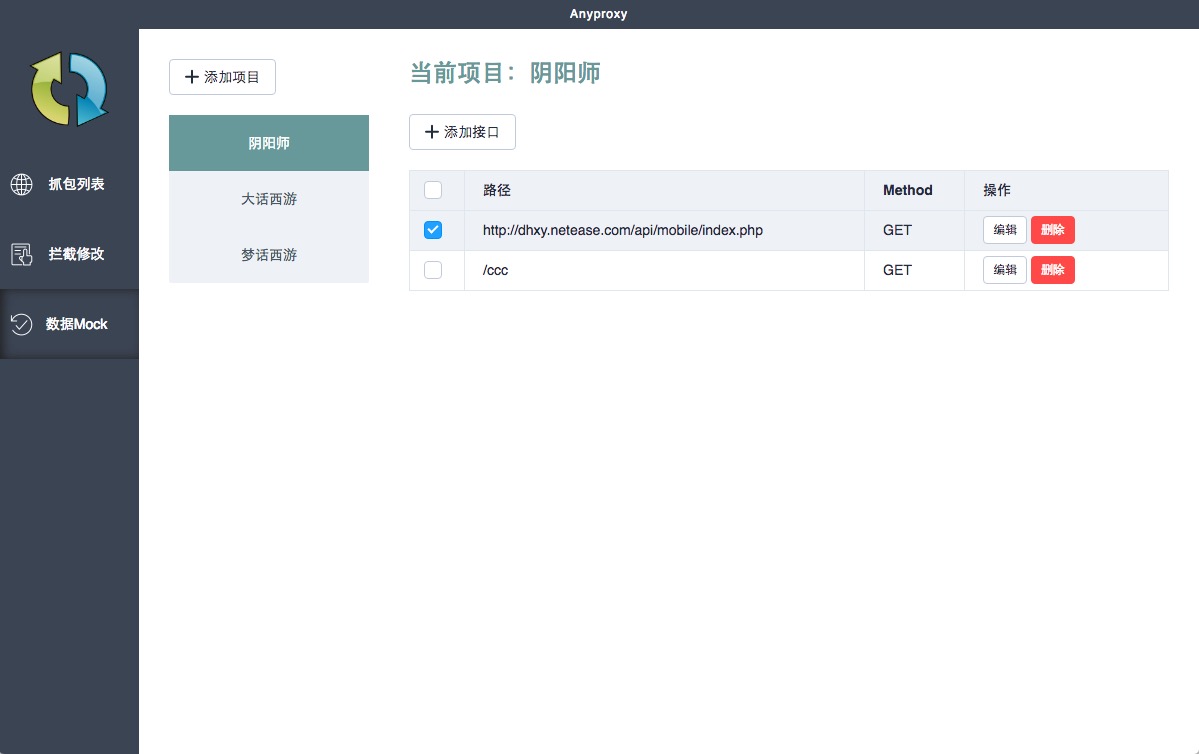 Anyproxy
抓包列表
拦截修改
数据Mock
添加项目
阴阳师
大话西游
梦话西游
当前项目：阴阳师
添加接口
路径 Method 操作
http://dhxy.netease.com/api/mobile/index.php GET 编辑 删除
/ccc GET 编辑 删除